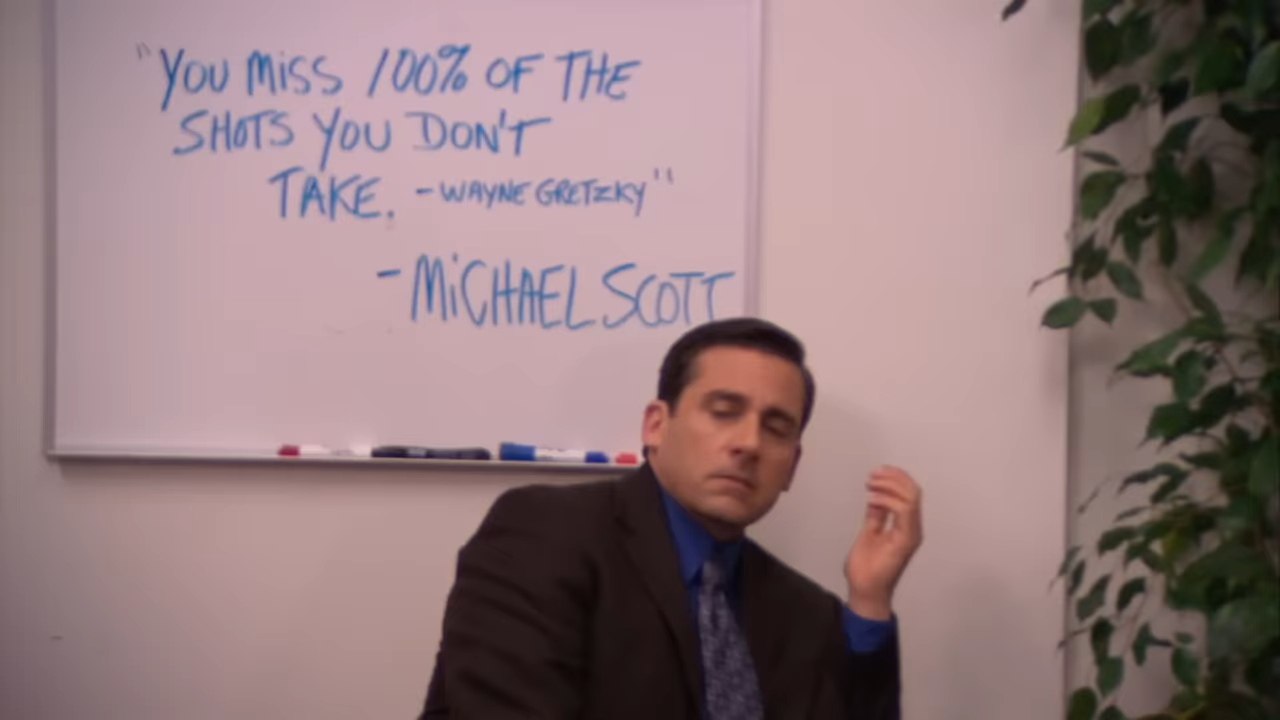 "YOU MISS 100% OF THE
SHOTS YOU DON'T
TAKE. -WAYNE GRETZKY"
-MICHAEL SCOTT